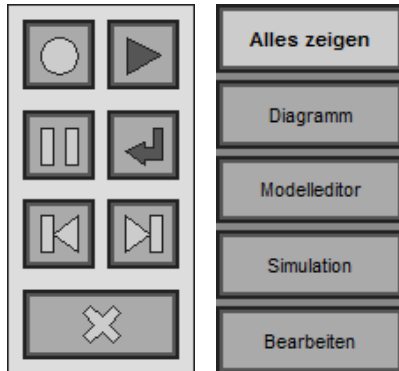 Alles zeigen
Diagramm
Modelleditor
Simulation
Bearbeiten